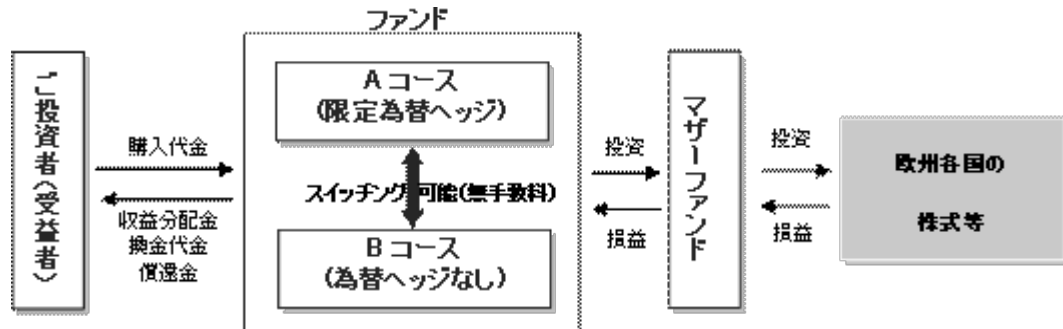 ファンド
ご投資者(受益者)
購入代金
収益分配金
換金代金
償還金
Aコース
(限定為替ヘッジ)
スイッチング可能(無手数料)
Bコース
(為替ヘッジなし)
投資
損益
マザーファンド
投資
損益
欧州各国の
株式等